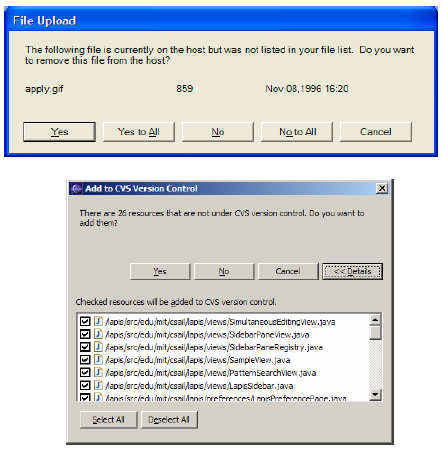 File Upload
The following file is currently on the host but was not listed in your file list. Do you want
to remove this file from the host?
apply.gif 859 Nov 08,1996 16:20
Yes Yes to All No No to All Cancel
Add to CVS Version Control
There are 26 resources that are not under CVS version control. Do you want to
add them?
Yes No Cancel << Details
Checked resources will be added to CVS version control.
/lapis/src/edu/mit/csail/lapis/views/SimultaneousEditingView.java
/lapis/src/edu/mit/csail/lapis/views/SidebarPaneView.java
/lapis/src/edu/mit/csail/lapis/views/SidebarPaneRegistry.java
/lapis/src/edu/mit/csail/lapis/views/SampleView.java
/lapis/src/edu/mit/csail/lapis/views/PatternSearchView.java
/lapis/src/edu/mit/csail/lapis/views/LapisSidebar.java
/lapis/src/edu/mit/csail/lapis/preferences/LapisPreferencePage.java
Select All Deselect All